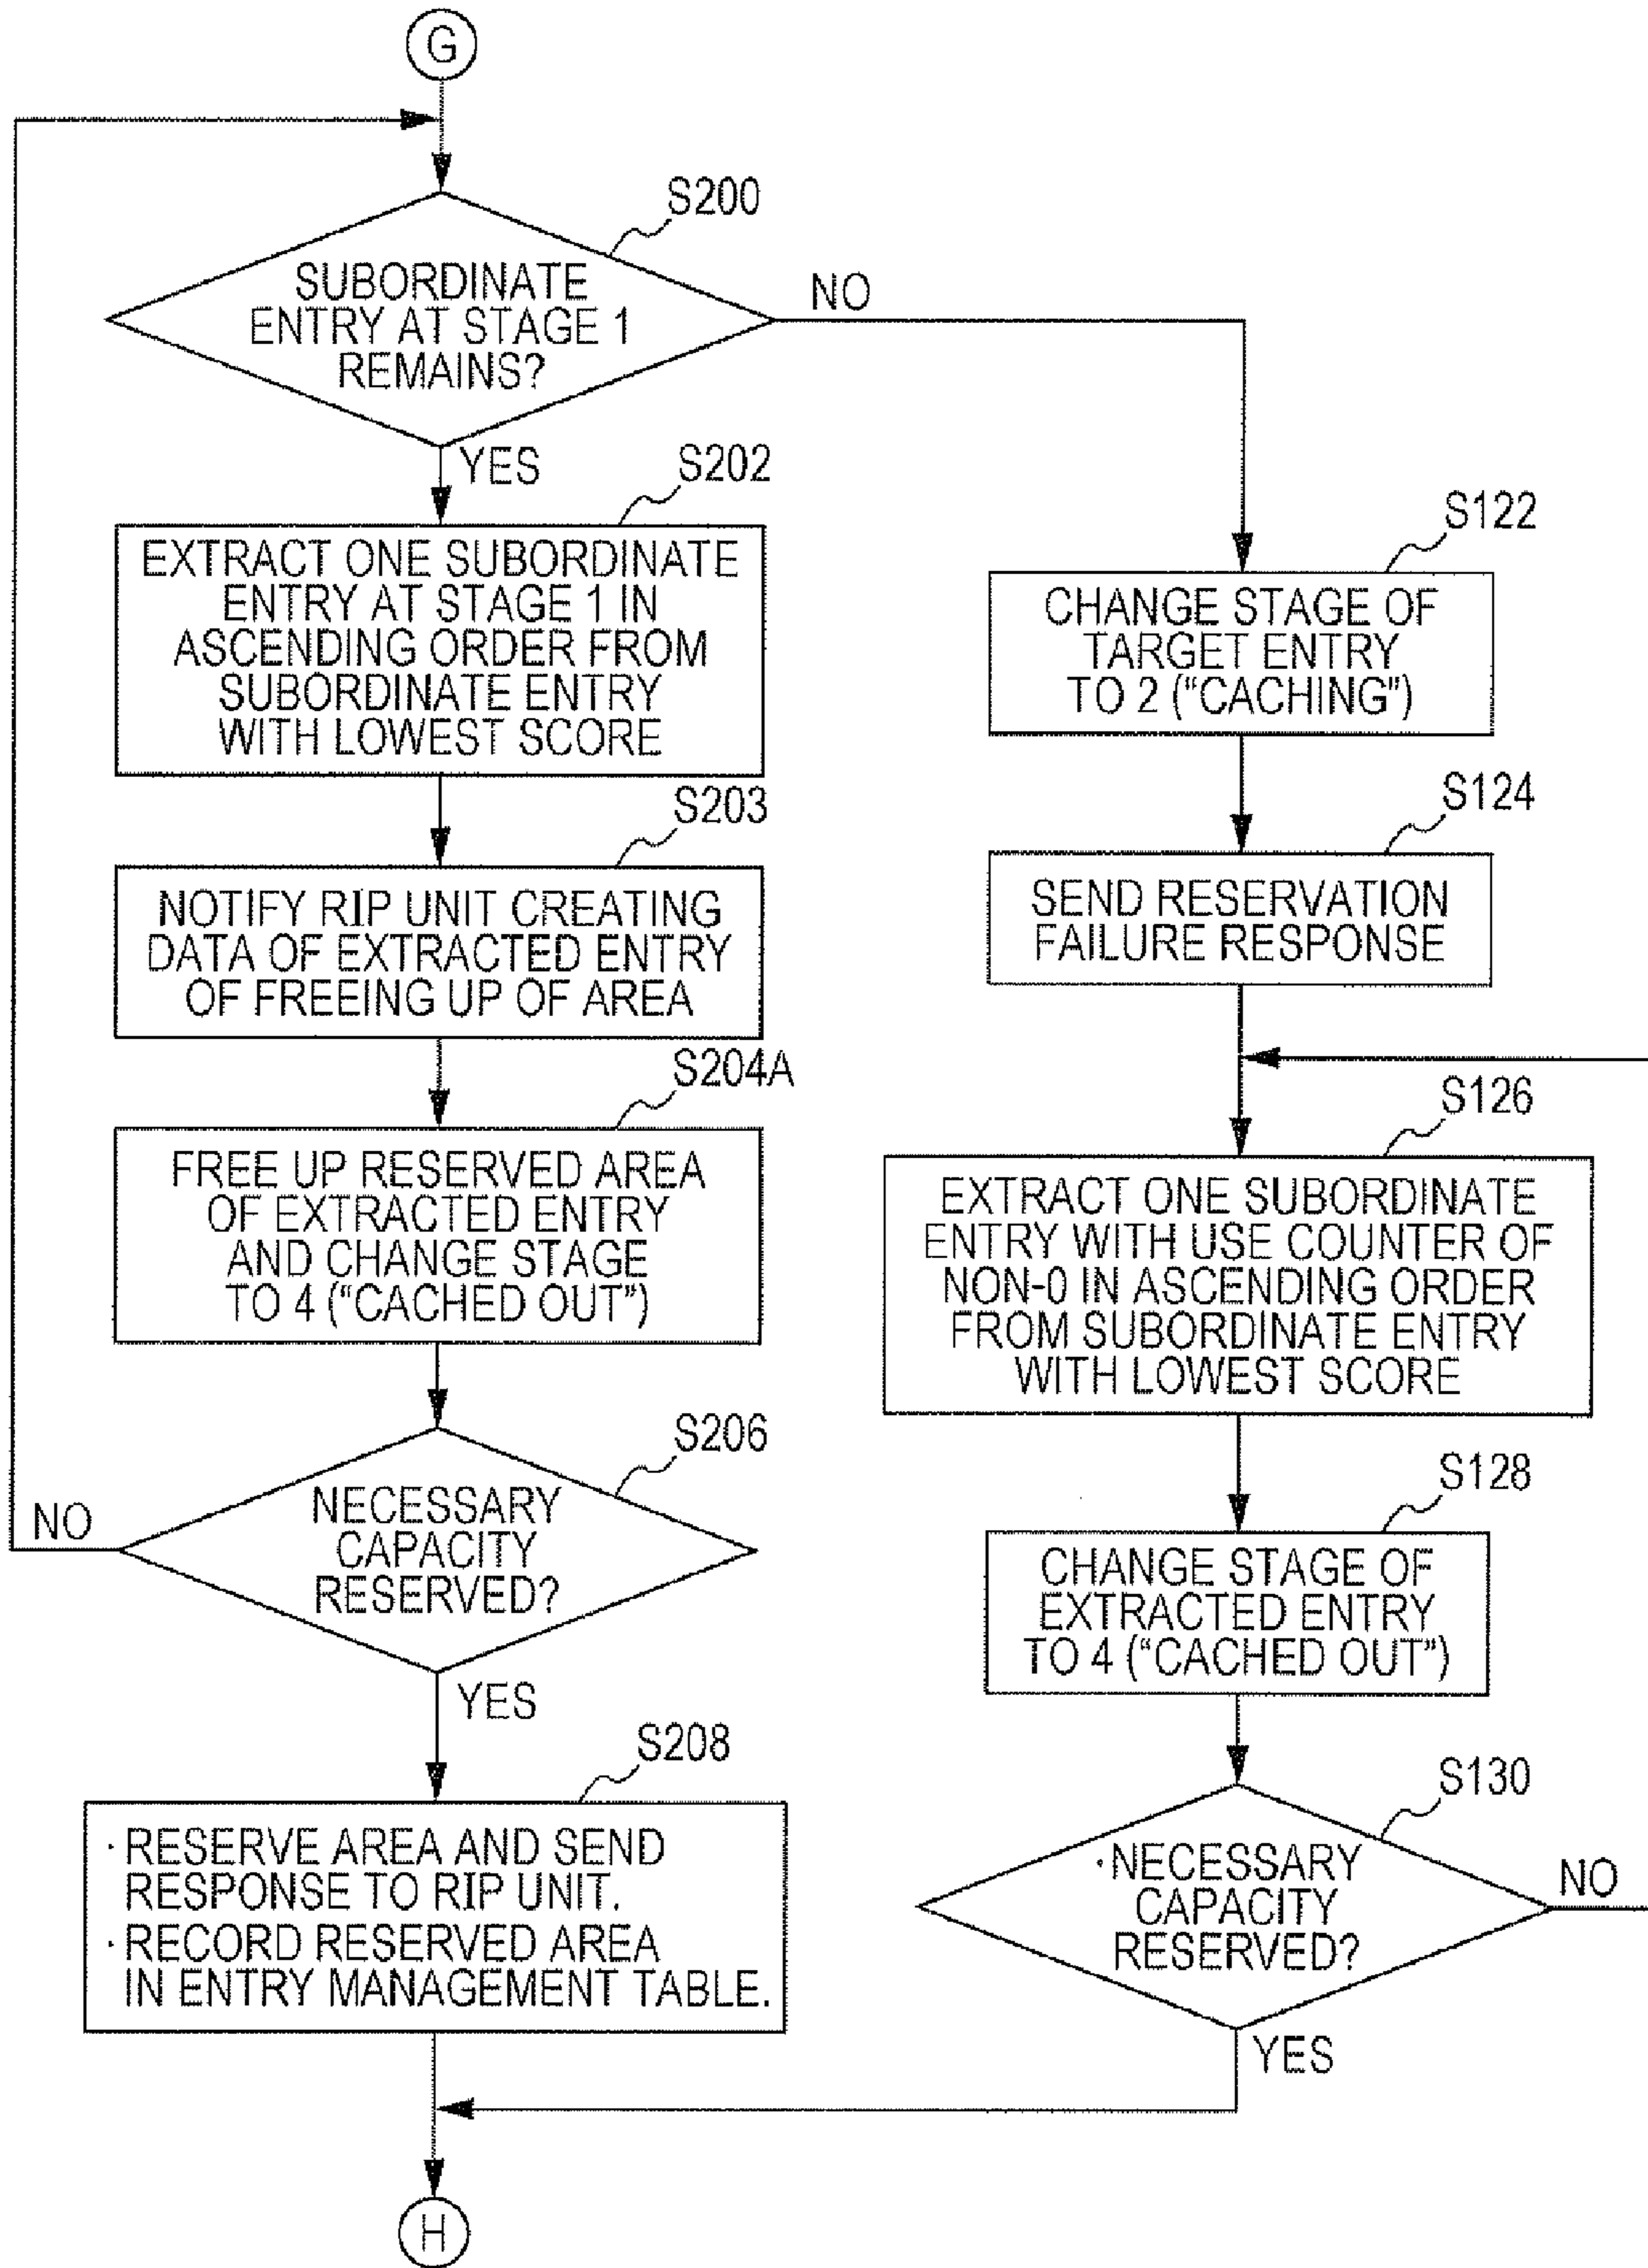 G
S200
SUBORDINATE
ENTRY AT STAGE 1
REMAINS?
NO
YES
S202
EXTRACT ONE SUBORDINATE
ENTRY AT STAGE 1 IN
ASCENDING ORDER FROM
SUBORDINATE ENTRY
WITH LOWEST SCORE
S203
NOTIFY RIP UNIT CREATING
DATA OF EXTRACTED ENTRY
OF FREEING UP OF AREA
S204A
FREE UP RESERVED AREA
OF EXTRACTED ENTRY
AND CHANGE STAGE
TO 4 (“CACHED OUT”)
S206
NECESSARY
CAPACITY
RESERVED?
NO
YES
S208
· RESERVE AREA AND SEND
RESPONSE TO RIP UNIT.
· RECORD RESERVED AREA
IN ENTRY MANAGEMENT TABLE.
S122
CHANGE STAGE OF
TARGET ENTRY
TO 2 (“CACHING”)
S124
SEND RESERVATION
FAILURE RESPONSE
S126
EXTRACT ONE SUBORDINATE
ENTRY WITH USE COUNTER OF
NON-0 IN ASCENDING ORDER
FROM SUBORDINATE ENTRY
WITH LOWEST SCORE
S128
CHANGE STAGE OF
EXTRACTED ENTRY
TO 4 (“CACHED OUT”)
S130
·NECESSARY
CAPACITY
RESERVED?
NO
YES
H